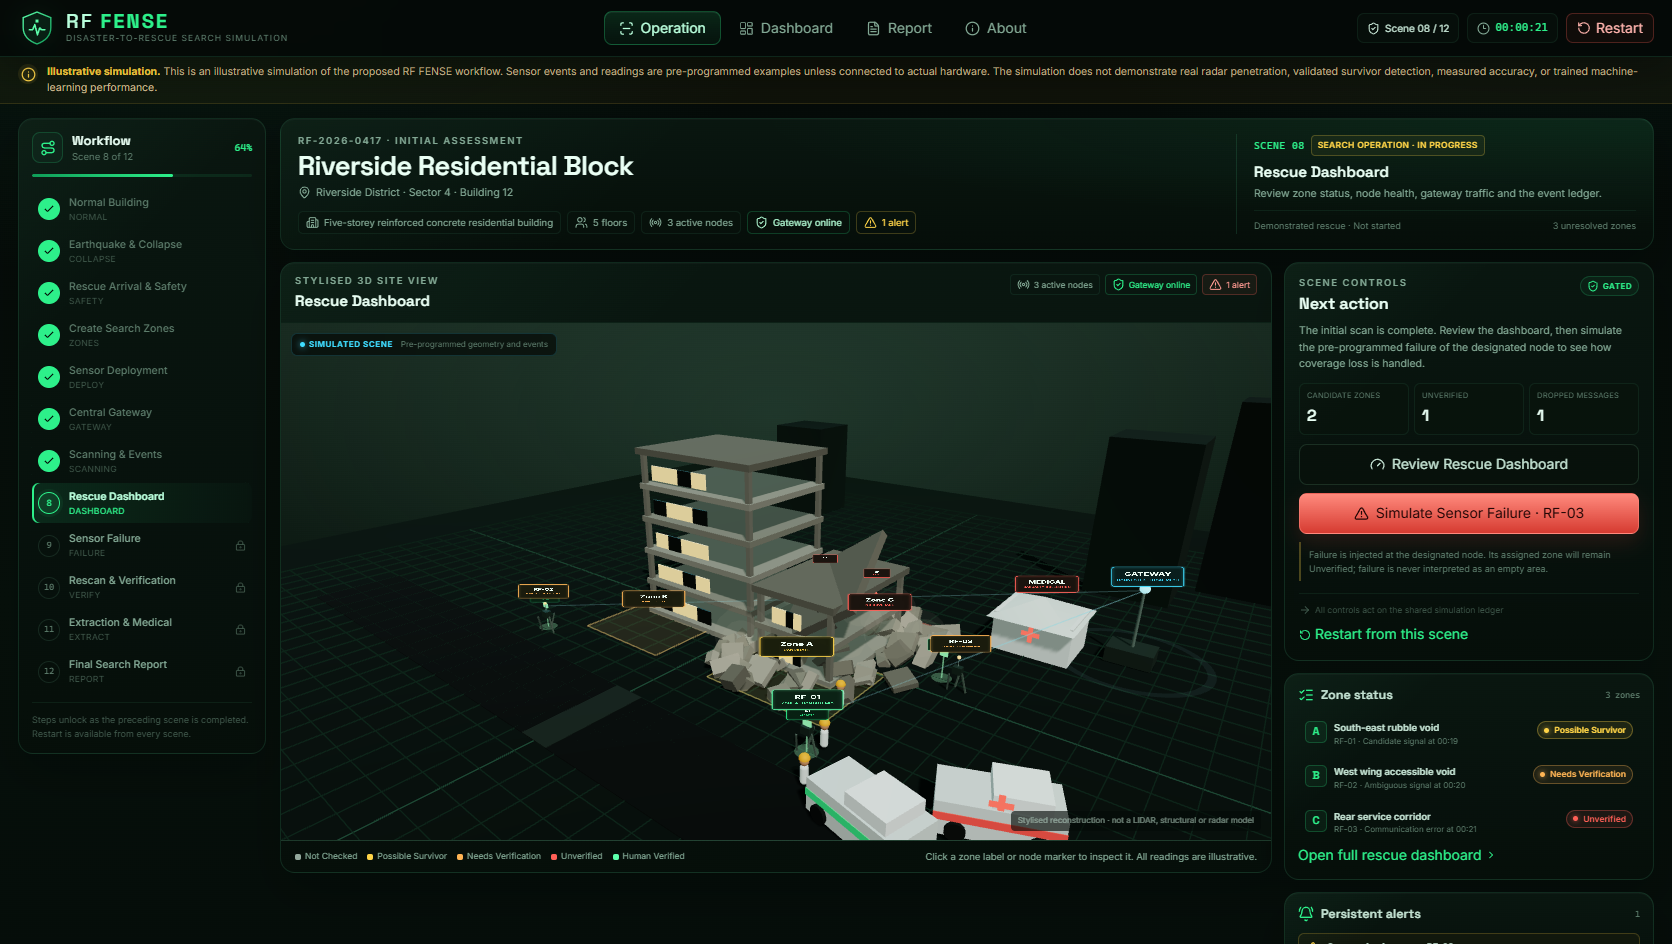 RF FENSE
DISASTER-TO-RESCUE SEARCH SIMULATION
Operation
Dashboard
Report
About
Scene 08 / 12
00:00:21
Restart
Illustrative simulation. This is an illustrative simulation of the proposed RF FENSE workflow. Sensor events and readings are pre-programmed examples unless connected to actual hardware. The simulation does not demonstrate real radar penetration, validated survivor detection, measured accuracy, or trained machine-
learning performance.
Workflow
Scene 8 of 12
64%
Normal Building
NORMAL
Earthquake & Collapse
COLLAPSE
Rescue Arrival & Safety
SAFETY
Create Search Zones
ZONES
Sensor Deployment
DEPLOY
Central Gateway
GATEWAY
Scanning & Events
SCANNING
8
Rescue Dashboard
DASHBOARD
9
Sensor Failure
FAILURE
10
Rescan & Verification
VERIFY
11
Extraction & Medical
EXTRACT
12
Final Search Report
REPORT
Steps unlock as the preceding scene is completed.
Restart is available from every scene.
RF-2026-0417 · INITIAL ASSESSMENT
Riverside Residential Block
Riverside District · Sector 4 · Building 12
Five-storey reinforced concrete residential building
5 floors
3 active nodes
Gateway online
1 alert
SCENE 08
SEARCH OPERATION · IN PROGRESS
Rescue Dashboard
Review zone status, node health, gateway traffic and the event ledger.
Demonstrated rescue · Not started
3 unresolved zones
STYLISED 3D SITE VIEW
Rescue Dashboard
3 active nodes
Gateway online
1 alert
SIMULATED SCENE
Pre-programmed geometry and events
GATEWAY
MEDICAL
RF-02
Zone B
Zone C
Zone A
RF-03
RF-01
Stylised reconstruction · not a LIDAR, structural or radar model
Not Checked
Possible Survivor
Needs Verification
Unverified
Human Verified
Click a zone label or node marker to inspect it. All readings are illustrative.
SCENE CONTROLS
Next action
GATED
The initial scan is complete. Review the dashboard, then simulate
the pre-programmed failure of the designated node to see how
coverage loss is handled.
CANDIDATE ZONES
2
UNVERIFIED
1
DROPPED MESSAGES
1
Review Rescue Dashboard
Simulate Sensor Failure · RF-03
Failure is injected at the designated node. Its assigned zone will remain
Unverified; failure is never interpreted as an empty area.
All controls act on the shared simulation ledger
Restart from this scene
Zone status
3 zones
A
South-east rubble void
RF-01 · Candidate signal at 00:19
Possible Survivor
B
West wing accessible void
RF-02 · Ambiguous signal at 00:20
Needs Verification
C
Rear service corridor
RF-03 · Communication error at 00:21
Unverified
Open full rescue dashboard
Persistent alerts
1